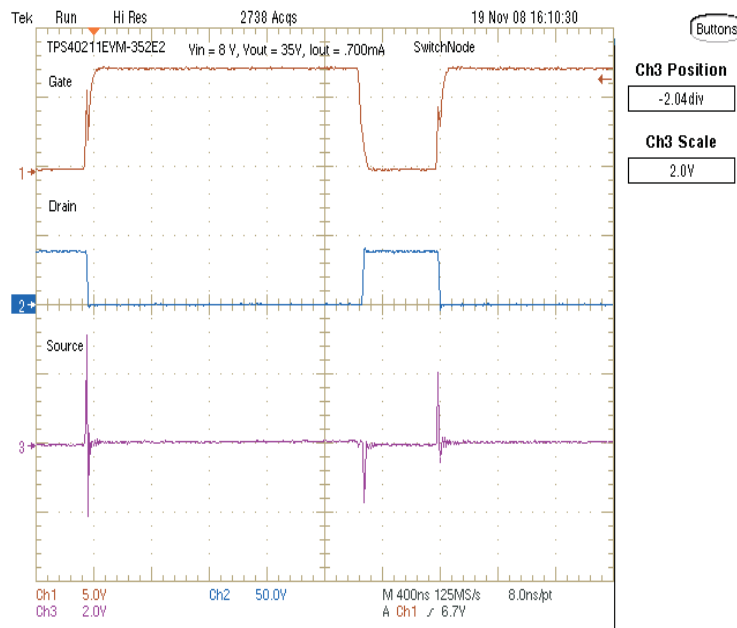 Tek Run Hi Res 2738 Acqs 19 Nov 08 16:10:30
Buttons
TPS40211EVM-352E2 Vin = 8 V, Vout = 35V, Iout = .700mA SwitchNode
Gate
Ch3 Position
-2.04div
Ch3 Scale
2.0V
1
Drain
2
Source
3
Ch1 5.0V Ch2 50.0V M 400ns 125MS/s 8.0ns/pt
Ch3 2.0V A Ch1 ∕ 6.7V